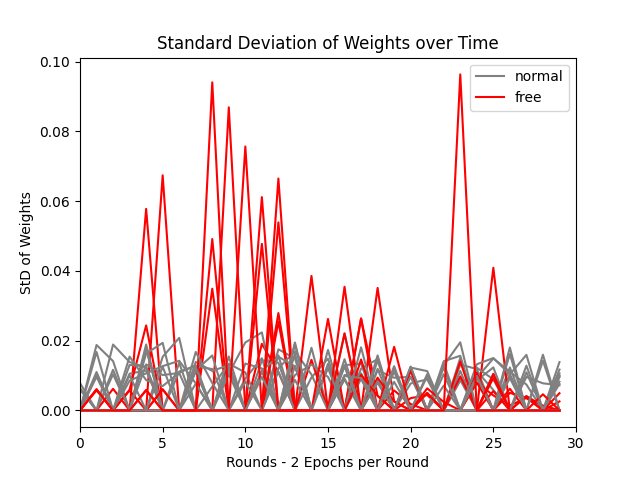 Standard Deviation of Weights over Time
0.10
0.08
0.06
0.04
0.02
0.00
StD of Weights
normal
free
0 5 10 15 20 25 30
Rounds - 2 Epochs per Round